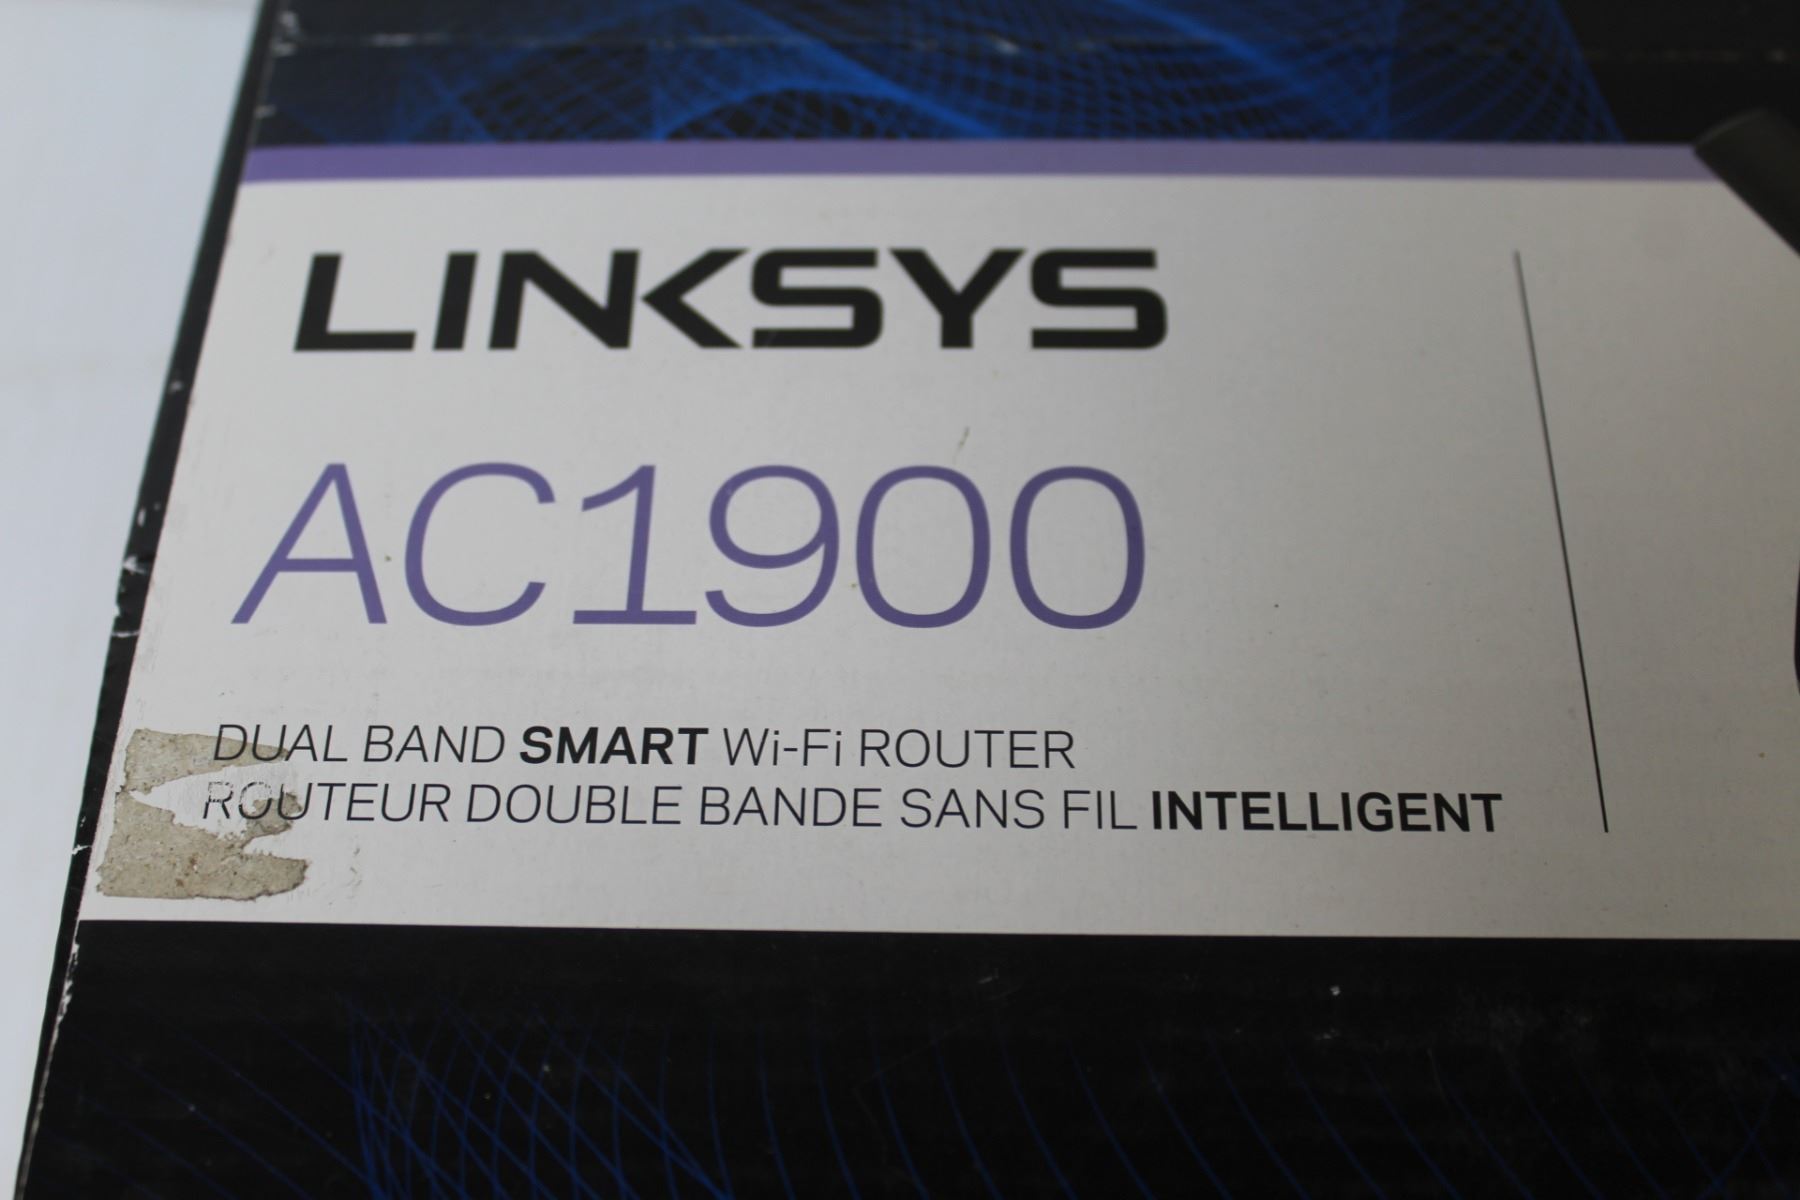 LINKSYS
AC1900
DUAL BAND SMART Wi-Fi ROUTER
ROUTEUR DOUBLE BANDE SANS FIL INTELLIGENT